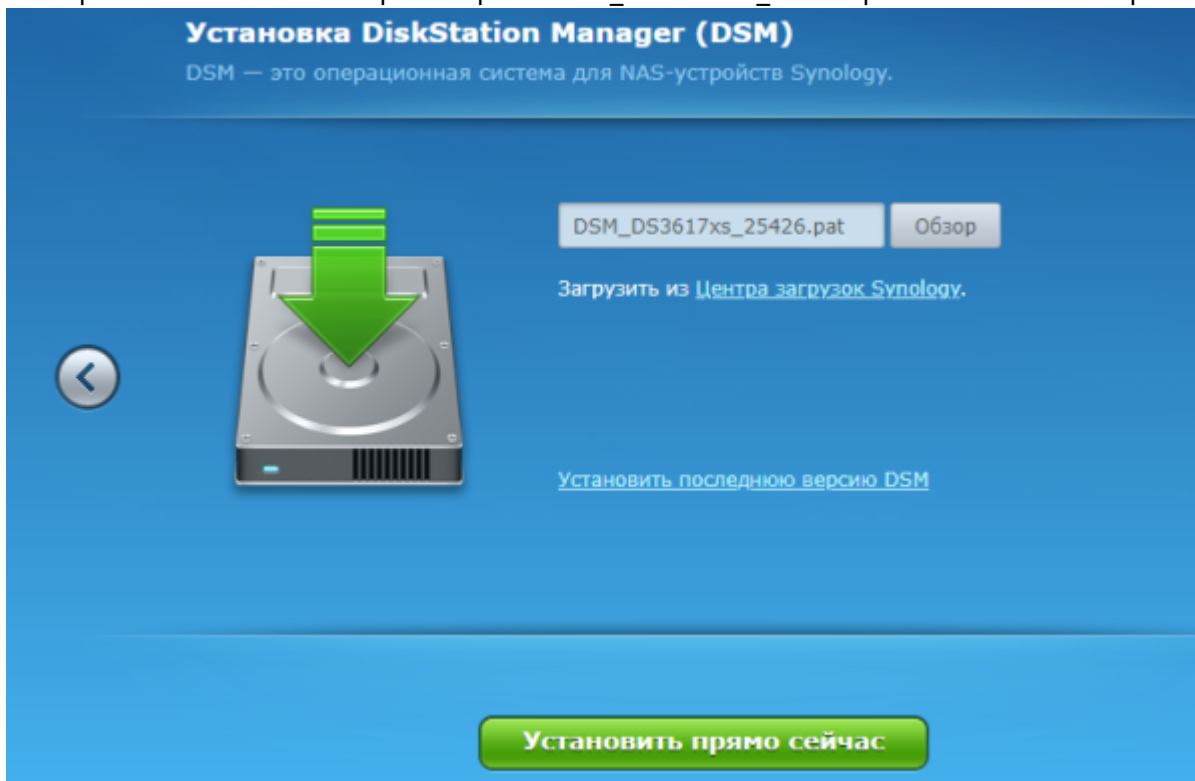 Установка DiskStation Manager (DSM)
DSM — это операционная система для NAS-устройств Synology.
DSM_DS3617xs_25426.pat
Обзор
Загрузить из Центра загрузок Synology.
Установить последнюю версию DSM
Установить прямо сейчас